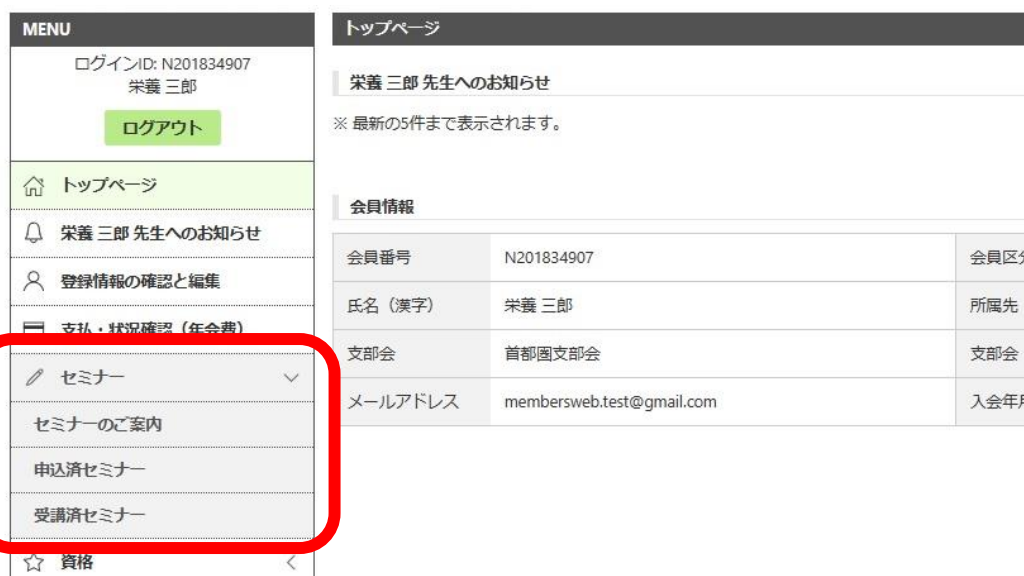 MENU
ログインID: N201834907
栄養 三郎
ログアウト
トップページ
栄養 三郎 先生へのお知らせ
登録情報の確認と編集
支払・状況確認（年会費）
セミナー
セミナーのご案内
申込済セミナー
受講済セミナー
資格
トップページ
栄養 三郎 先生へのお知らせ
※ 最新の5件まで表示されます。
会員情報
会員番号 N201834907 会員区分
氏名（漢字） 栄養 三郎 所属先
支部会 首都圏支部会 支部会
メールアドレス membersweb.test@gmail.com 入会年月